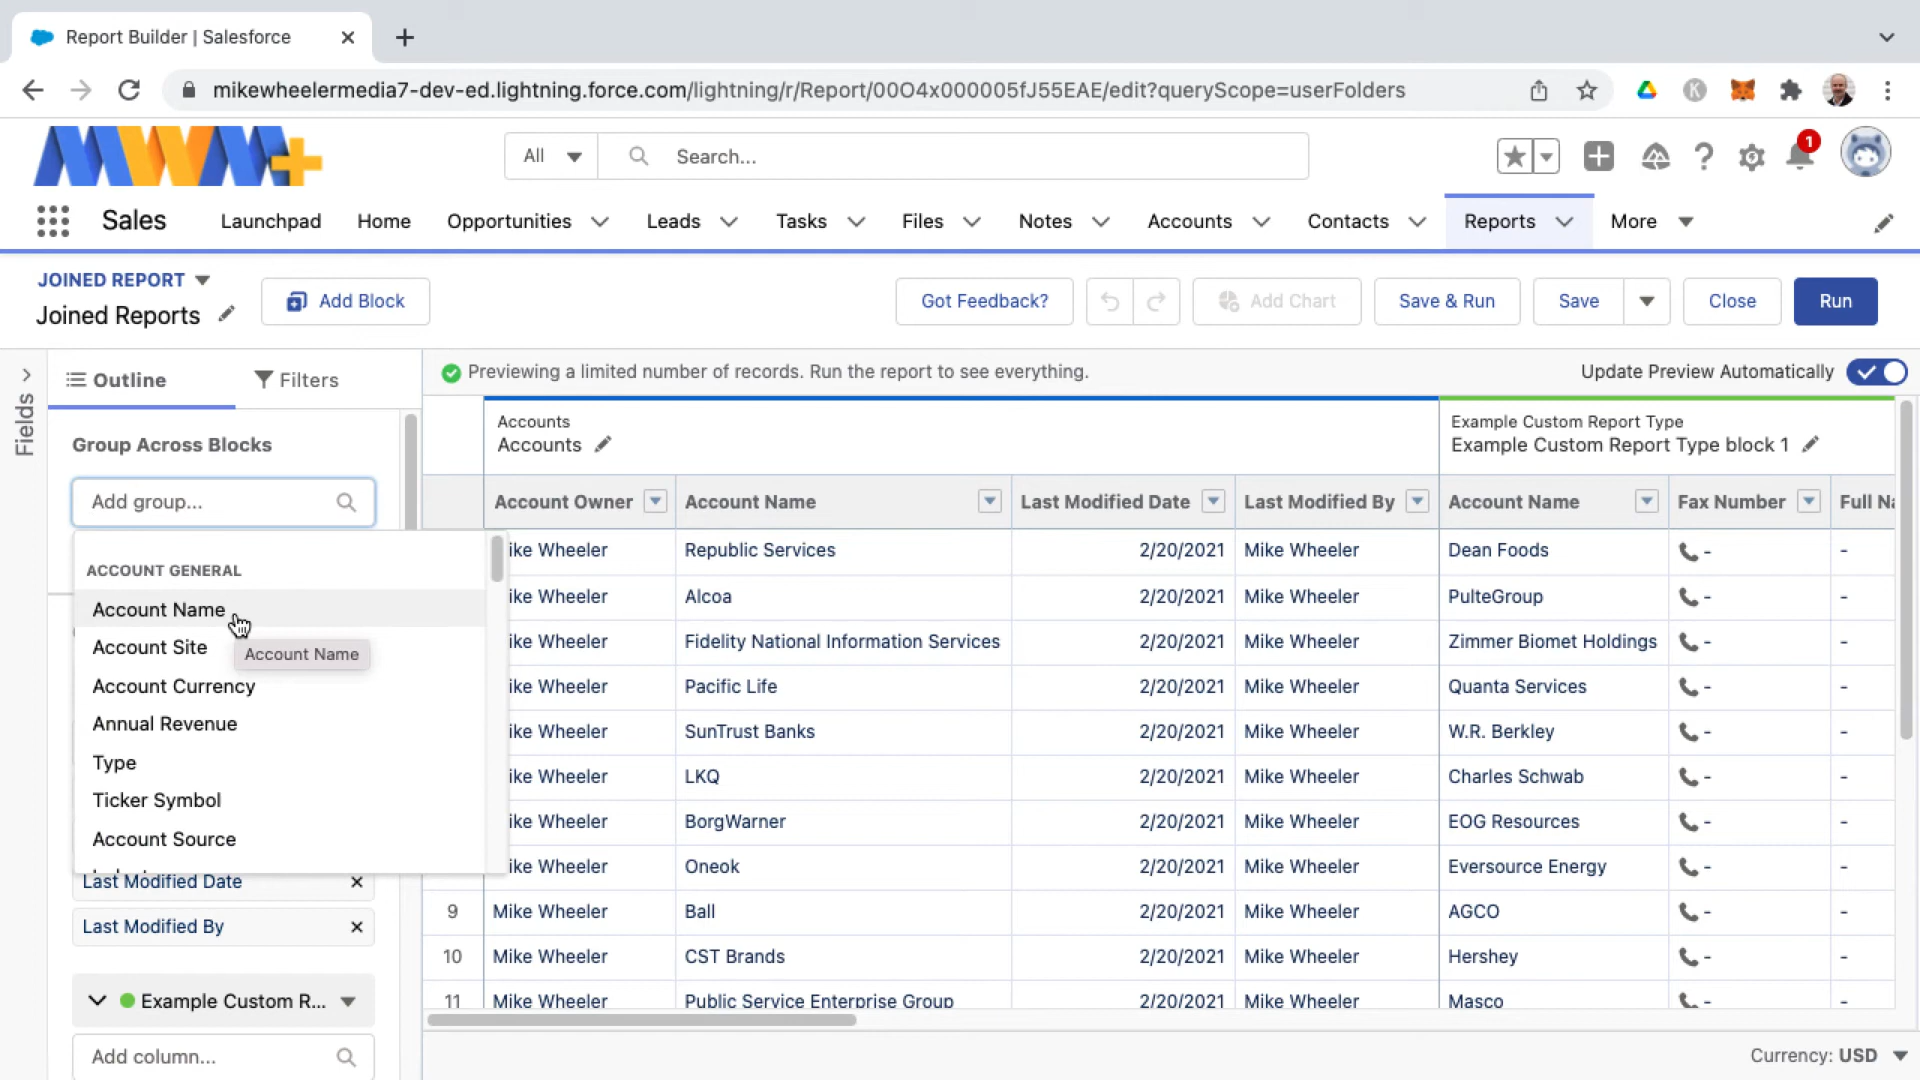 Report Builder | Salesforce
mikewheelermedia7-dev-ed.lightning.force.com/lightning/r/Report/00O4x000005fJ55EAE/edit?queryScope=userFolders
MWM+
All
Search...
1
Sales
Launchpad
Home
Opportunities
Leads
Tasks
Files
Notes
Accounts
Contacts
Reports
More
JOINED REPORT
Joined Reports
Add Block
Got Feedback?
Add Chart
Save & Run
Save
Close
Run
Fields
Outline
Filters
Previewing a limited number of records. Run the report to see everything.
Update Preview Automatically
Group Across Blocks
Add group...
ACCOUNT GENERAL
Account Name
Account Site
Account Name
Account Currency
Annual Revenue
Type
Ticker Symbol
Account Source
Last Modified Date
Last Modified By
Example Custom R...
Add column...
Accounts
Accounts
Example Custom Report Type
Example Custom Report Type block 1
Account Owner Account Name Last Modified Date Last Modified By Account Name Fax Number Full Na
ike Wheeler Republic Services 2/20/2021 Mike Wheeler Dean Foods - -
ike Wheeler Alcoa 2/20/2021 Mike Wheeler PulteGroup - -
ike Wheeler Fidelity National Information Services 2/20/2021 Mike Wheeler Zimmer Biomet Holdings - -
ike Wheeler Pacific Life 2/20/2021 Mike Wheeler Quanta Services - -
ike Wheeler SunTrust Banks 2/20/2021 Mike Wheeler W.R. Berkley - -
ike Wheeler LKQ 2/20/2021 Mike Wheeler Charles Schwab - -
ike Wheeler BorgWarner 2/20/2021 Mike Wheeler EOG Resources - -
ike Wheeler Oneok 2/20/2021 Mike Wheeler Eversource Energy - -
9 Mike Wheeler Ball 2/20/2021 Mike Wheeler AGCO - -
10 Mike Wheeler CST Brands 2/20/2021 Mike Wheeler Hershey - -
11 Mike Wheeler Public Service Enterprise Group 2/20/2021 Mike Wheeler Masco - -
Currency: USD